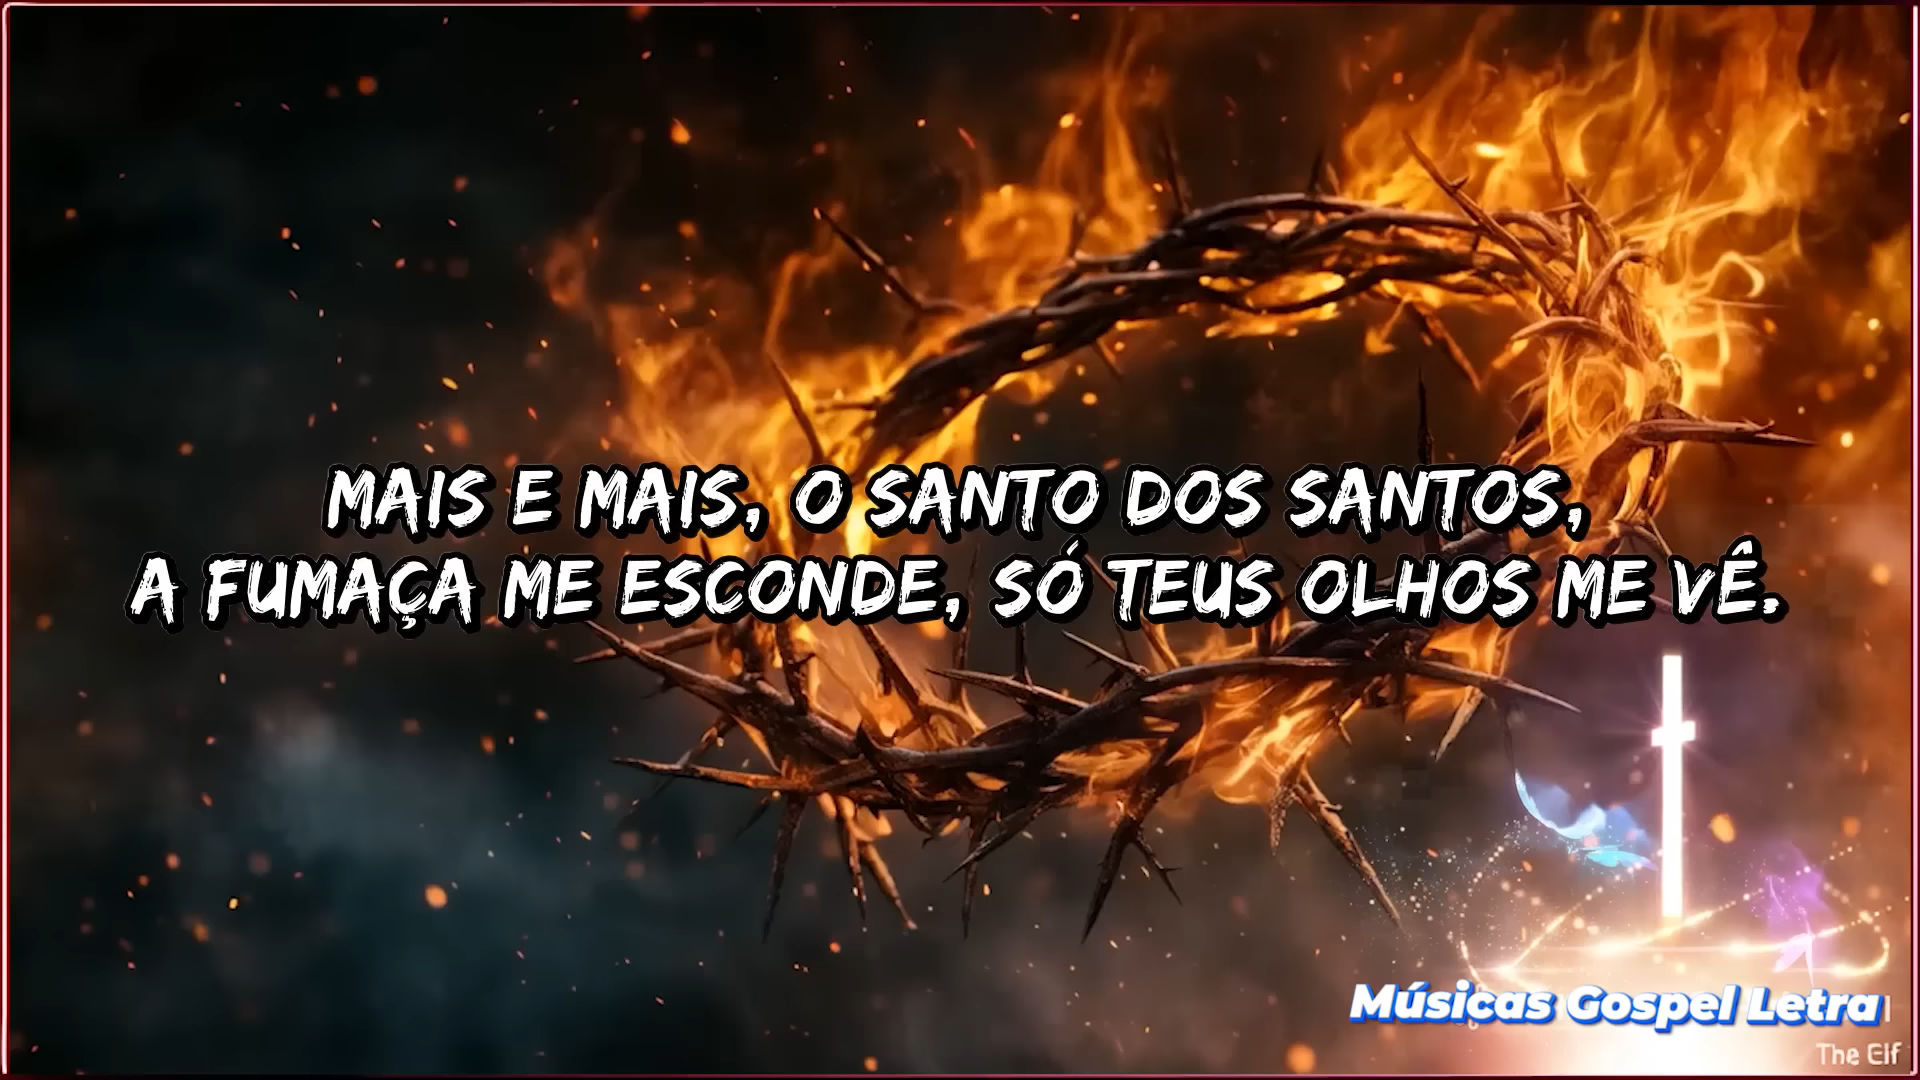 MAIS E MAIS, O SANTO DOS SANTOS,
A FUMAÇA ME ESCONDE, SÓ TEUS OLHOS ME VÊ.
Músicas Gospel Letra
The Elf